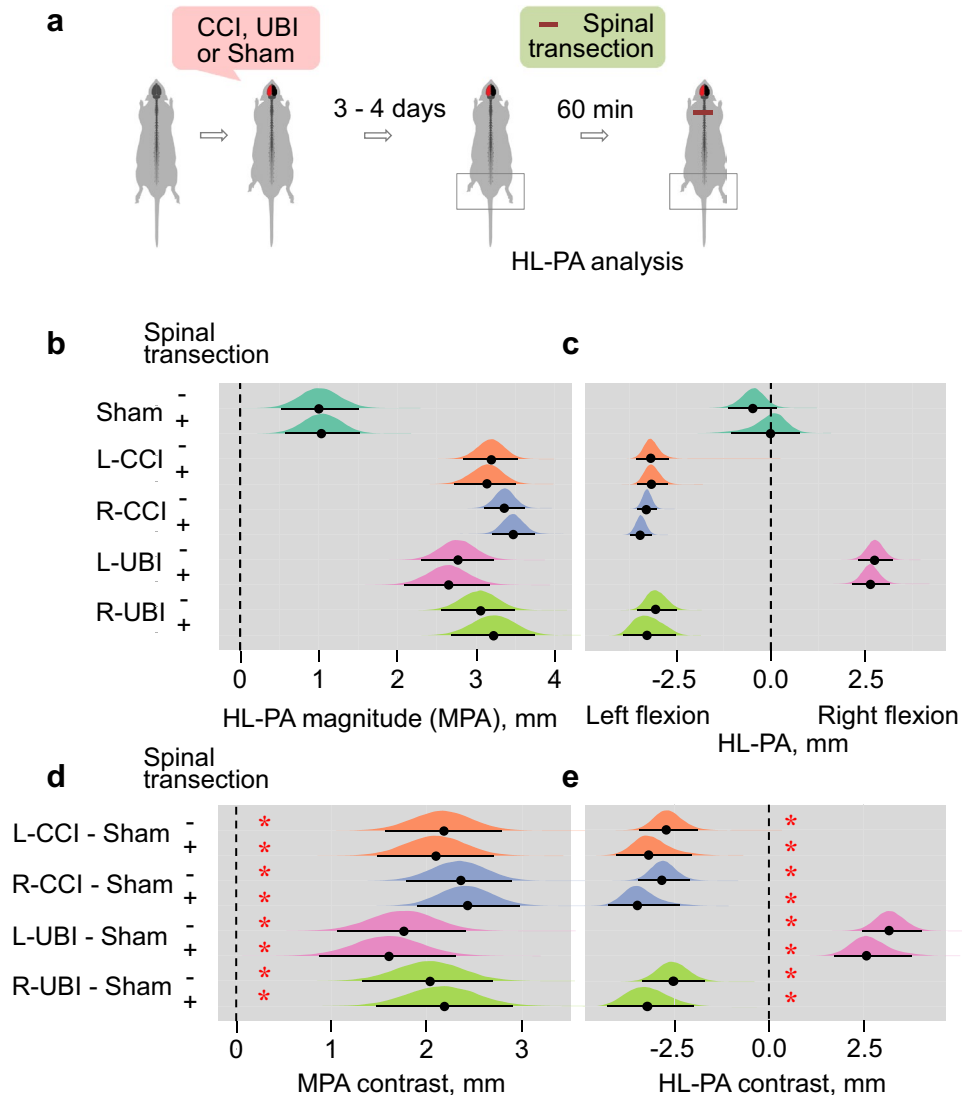 a
CCI, UBI
or Sham
Spinal
transection
3 - 4 days
60 min
HL-PA analysis
b
Spinal
transection
c
Sham
-
+
L-CCI
-
+
R-CCI
-
+
L-UBI
-
+
R-UBI
-
+
0 1 2 3 4
HL-PA magnitude (MPA), mm
-2.5 0.0 2.5
Left flexion Right flexion
HL-PA, mm
d
Spinal
transection
e
L-CCI - Sham
-
+
R-CCI - Sham
-
+
L-UBI - Sham
-
+
R-UBI - Sham
-
+
* *
* *
* *
* *
* *
* *
* *
* *
0 1 2 3
MPA contrast, mm
-2.5 0.0 2.5
HL-PA contrast, mm